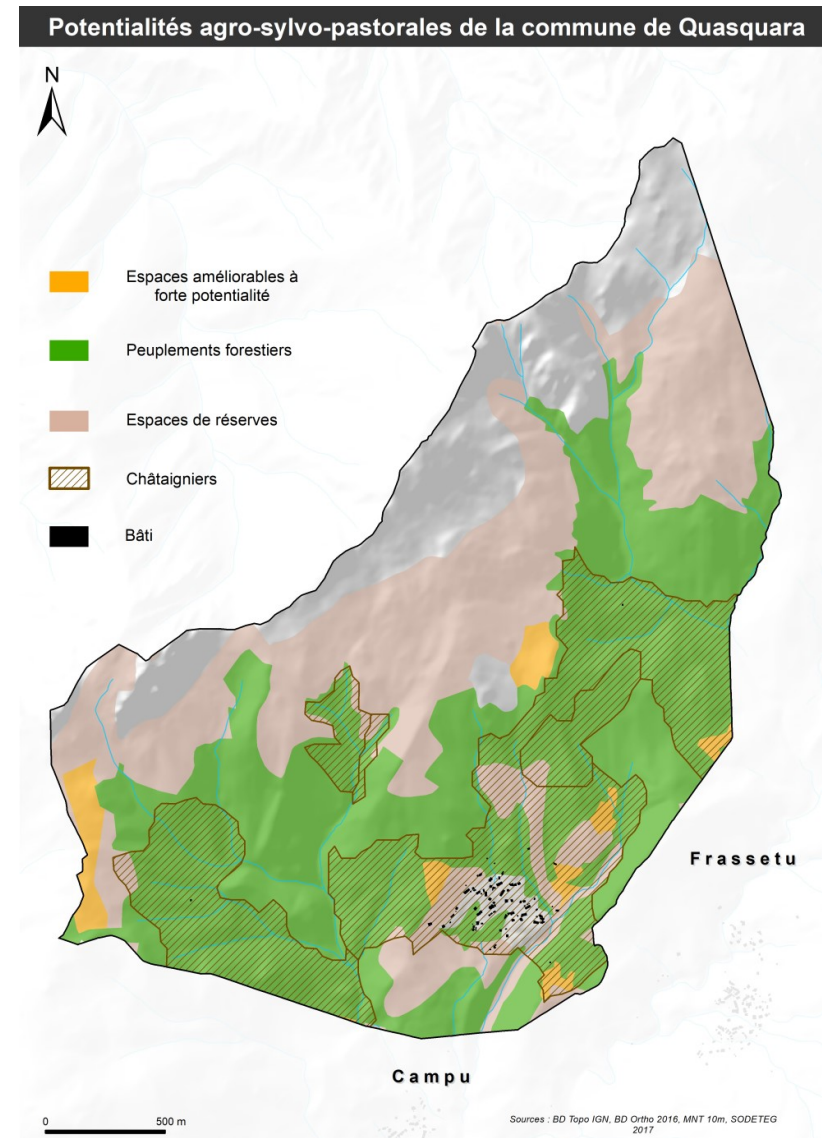 Potentialités agro-sylvo-pastorales de la commune de Quasquara
N
Espaces améliorables à
forte potentialité
Peuplements forestiers
Espaces de réserves
Châtaigniers
Bâti
Frassetu
Campu
0 500 m
Sources : BD Topo IGN, BD Ortho 2016, MNT 10m, SODETEG
2017